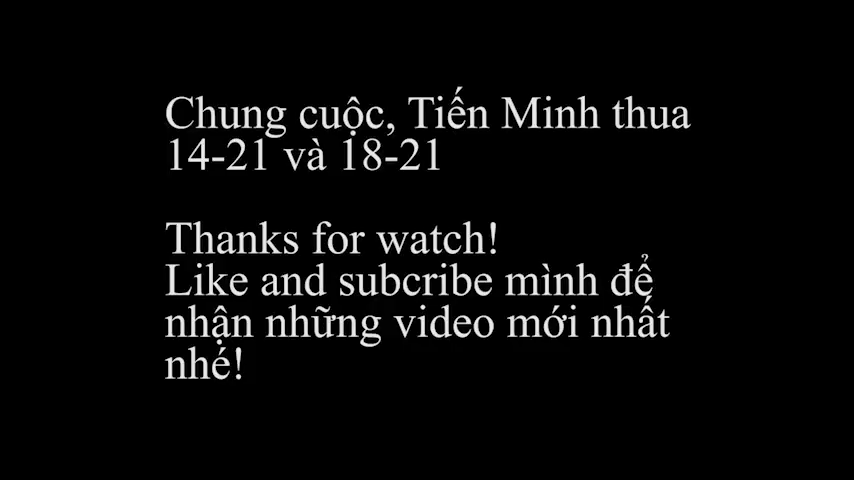 Chung cuộc, Tiến Minh thua
14-21 và 18-21
Thanks for watch!
Like and subcribe mình để
nhận những video mới nhất
nhé!